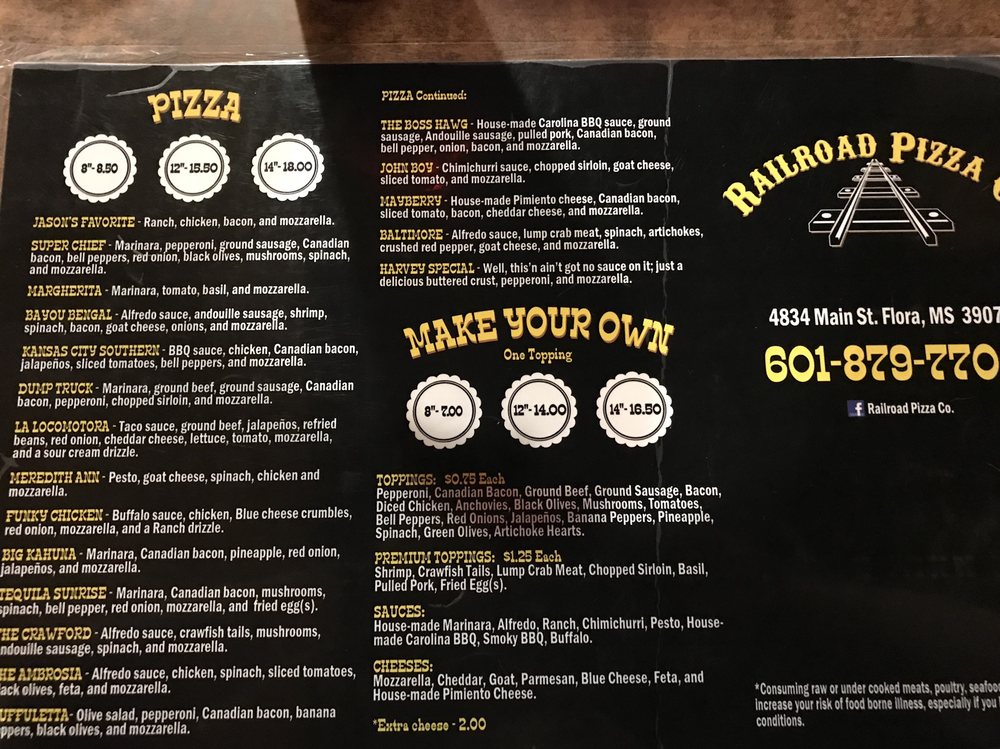 PIZZA
8"- 8.50
12"- 15.50
14"- 18.00
JASON'S FAVORITE - Ranch, chicken, bacon, and mozzarella.
SUPER CHIEF - Marinara, pepperoni, ground sausage, Canadian
bacon, bell peppers, red onion, black olives, mushrooms, spinach,
and mozzarella.
MARGHERITA - Marinara, tomato, basil, and mozzarella.
BAYOU BENGAL - Alfredo sauce, andouille sausage, shrimp,
spinach, bacon, goat cheese, onions, and mozzarella.
KANSAS CITY SOUTHERN - BBQ sauce, chicken, Canadian bacon,
jalapeños, sliced tomatoes, bell peppers, and mozzarella.
DUMP TRUCK - Marinara, ground beef, ground sausage, Canadian
bacon, pepperoni, chopped sirloin, and mozzarella.
LA LOCOMOTORA - Taco sauce, ground beef, jalapeños, refried
beans, red onion, cheddar cheese, lettuce, tomato, mozzarella,
and a sour cream drizzle.
MEREDITH ANN - Pesto, goat cheese, spinach, chicken and
mozzarella.
FUNKY CHICKEN - Buffalo sauce, chicken, Blue cheese crumbles,
red onion, mozzarella, and a Ranch drizzle.
BIG KAHUNA - Marinara, Canadian bacon, pineapple, red onion,
jalapeños, and mozzarella.
TEQUILA SUNRISE - Marinara, Canadian bacon, mushrooms,
spinach, bell pepper, red onion, mozzarella, and fried egg(s).
HE CRAWFORD - Alfredo sauce, crawfish tails, mushrooms,
ndouille sausage, spinach, and mozzarella.
HE AMBROSIA - Alfredo sauce, chicken, spinach, sliced tomatoes,
ack olives, feta, and mozzarella.
UFFULETTA- Olive salad, pepperoni, Canadian bacon, banana
ppers, black olives, and mozzarella.
PIZZA Continued:
THE BOSS HAWG - House-made Carolina BBQ sauce, ground
sausage, Andouille sausage, pulled pork, Canadian bacon,
bell pepper, onion, bacon, and mozzarella.
JOHN BOY - Chimichurri sauce, chopped sirloin, goat cheese,
sliced tomato, and mozzarella.
MAYBERRY - House-made Pimiento cheese, Canadian bacon,
sliced tomato, bacon, cheddar cheese, and mozzarella.
BALTIMORE - Alfredo sauce, lump crab meat, spinach, artichokes,
crushed red pepper, goat cheese, and mozzarella.
HARVEY SPECIAL - Well, this'n ain't got no sauce on it; just a
delicious buttered crust, pepperoni, and mozzarella.
MAKE YOUR OWN
One Topping
8"- 7.00
12"- 14.00
14"- 16.50
TOPPINGS: $0.75 Each
Pepperoni, Canadian Bacon, Ground Beef, Ground Sausage, Bacon,
Diced Chicken, Anchovies, Black Olives, Mushrooms, Tomatoes,
Bell Peppers, Red Onions, Jalapeños, Banana Peppers, Pineapple,
Spinach, Green Olives, Artichoke Hearts.
PREMIUM TOPPINGS: $1.25 Each
Shrimp, Crawfish Tails, Lump Crab Meat, Chopped Sirloin, Basil,
Pulled Pork, Fried Egg(s).
SAUCES:
House-made Marinara, Alfredo, Ranch, Chimichurri, Pesto, House-
made Carolina BBQ, Smoky BBQ, Buffalo.
CHEESES:
Mozzarella, Cheddar, Goat, Parmesan, Blue Cheese, Feta, and
House-made Pimiento Cheese.
*Extra cheese - 2.00
RAILROAD PIZZA
4834 Main St. Flora, MS 3907
601-879-770
f Railroad Pizza Co.
*Consuming raw or under cooked meats, poultry, seafoo
increase your risk of food borne illness, especially if you
conditions.